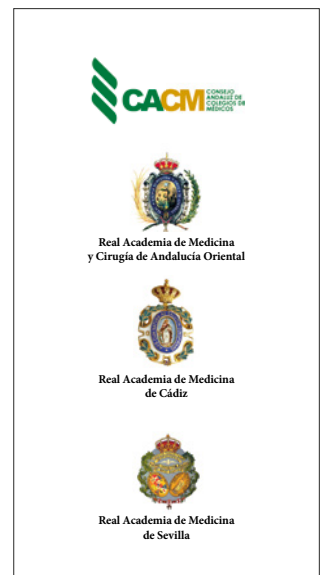 CACM
CONSEJO
ANDALUZ DE
COLEGIOS DE
MÉDICOS
Real Academia de Medicina
y Cirugía de Andalucía Oriental
Real Academia de Medicina
de Cádiz
Real Academia de Medicina
de Sevilla